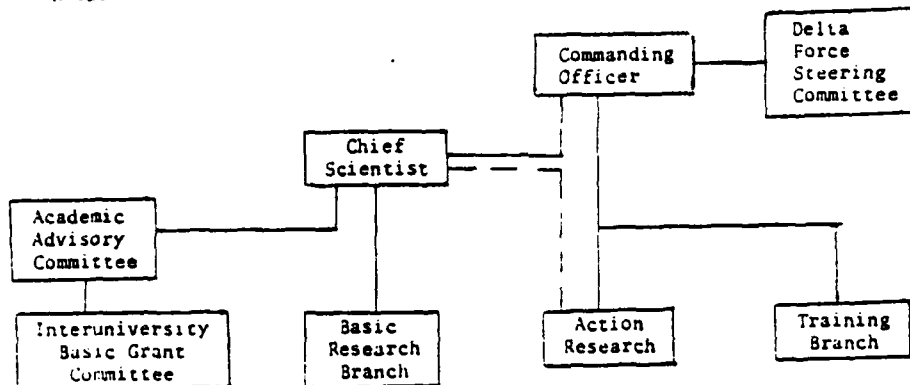 Commanding
Officer
Delta
Force
Steering
Committee
Chief
Scientist
Academic
Advisory
Committee
Interuniversity
Basic Grant
Committee
Basic
Research
Branch
Action
Research
Training
Branch